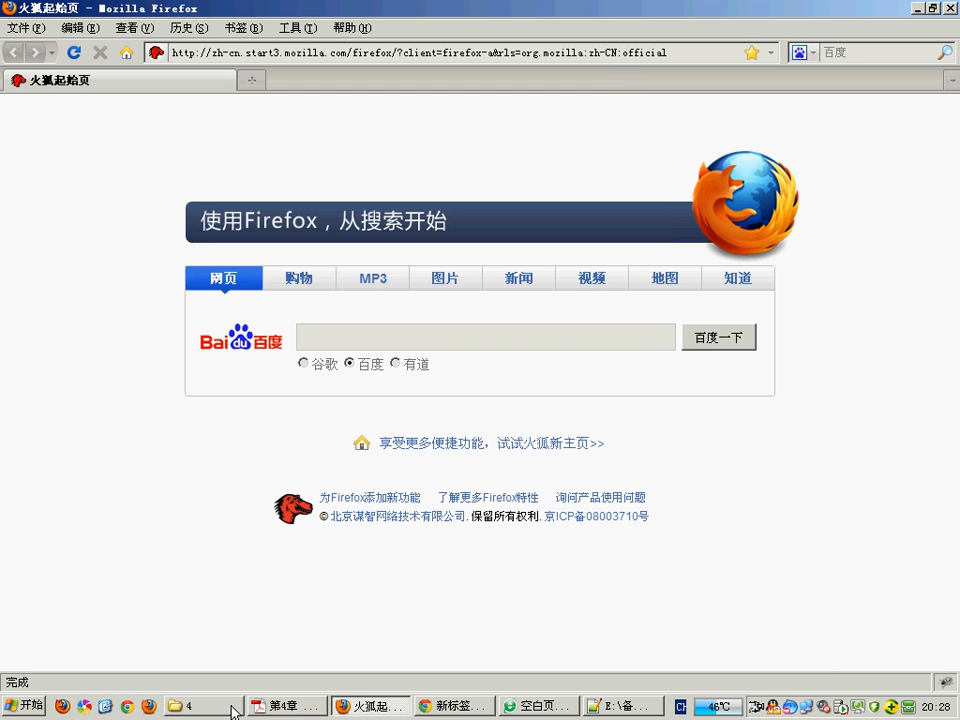 火狐起始页 - Mozilla Firefox
文件(F) 编辑(E) 查看(V) 历史(S) 书签(B) 工具(T) 帮助(H)
http://zh-cn.start3.mozilla.com/firefox/?client=firefox-a&rls=org.mozilla:zh-CN:official 百度
火狐起始页
使用Firefox，从搜索开始
网页 购物 MP3 图片 新闻 视频 地图 知道
Baidu百度 百度一下
谷歌 百度 有道
享受更多便捷功能，试试火狐新主页>>
为Firefox添加新功能 了解更多Firefox特性 询问产品使用问题
©北京谋智网络技术有限公司. 保留所有权利. 京ICP备08003710号
完成
开始 4 第4章 ... 火狐起... 新标签... 空白页... E:\备... CH 46℃ 20:28